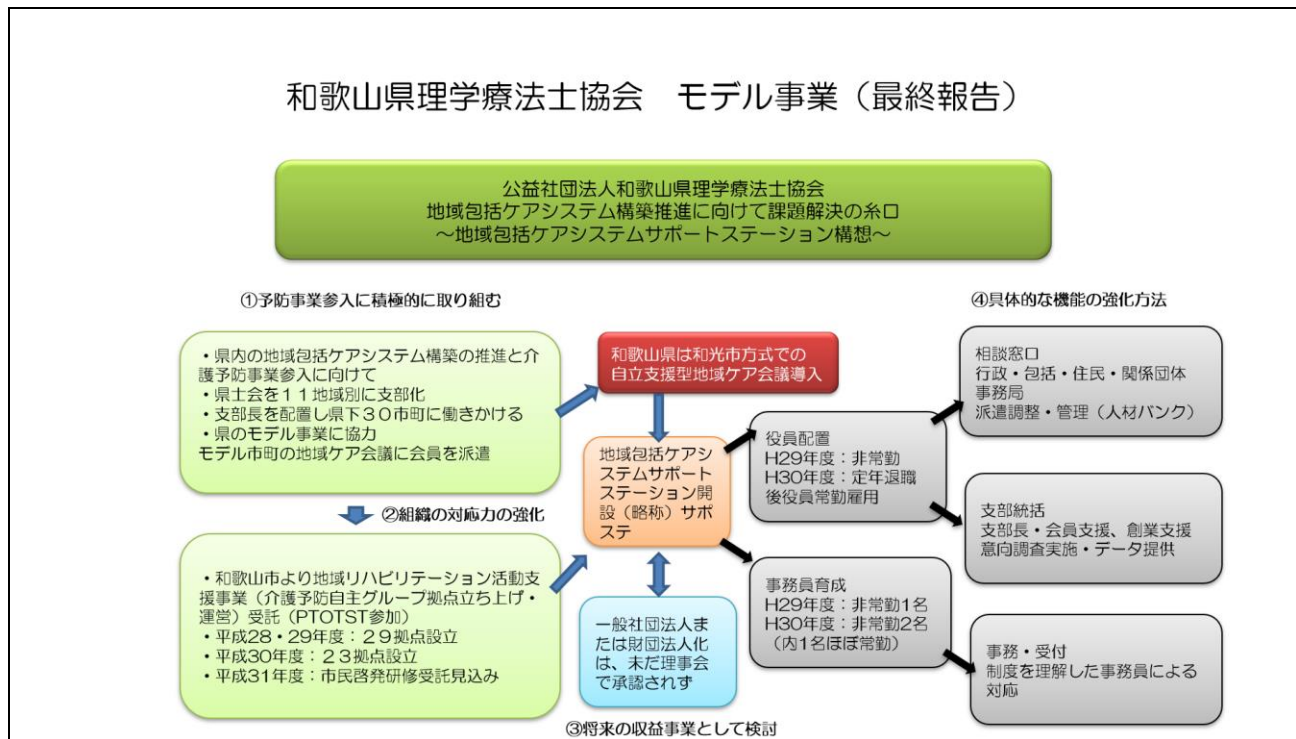 和歌山県理学療法士協会　モデル事業（最終報告）
公益社団法人和歌山県理学療法士協会
地域包括ケアシステム構築推進に向けて課題解決の糸口
～地域包括ケアシステムサポートステーション構想～
①予防事業参入に積極的に取り組む
・県内の地域包括ケアシステム構築の推進と介
護予防事業参入に向けて
・県士会を１１地域別に支部化
・支部長を配置し県下３０市町に働きかける
・県のモデル事業に協力
モデル市町の地域ケア会議に会員を派遣
②組織の対応力の強化
・和歌山市より地域リハビリテーション活動支
援事業（介護予防自主グループ拠点立ち上げ・
運営）受託（PTOTST参加）
・平成28・29年度：２９拠点設立
・平成30年度：２３拠点設立
・平成31年度：市民啓発研修受託見込み
和歌山県は和光市方式での
自立支援型地域ケア会議導入
地域包括ケアシ
ステムサポート
ステーション開
設（略称）サポ
ステ
一般社団法人ま
たは財団法人化
は、未だ理事会
で承認されず
③将来の収益事業として検討
役員配置
H29年度：非常勤
H30年度：定年退職
後役員常勤雇用
事務員育成
H29年度：非常勤1名
H30年度：非常勤2名
（内1名ほぼ常勤）
④具体的な機能の強化方法
相談窓口
行政・包括・住民・関係団体
事務局
派遣調整・管理（人材バンク）
支部統括
支部長・会員支援、創業支援
意向調査実施・データ提供
事務・受付
制度を理解した事務員による
対応